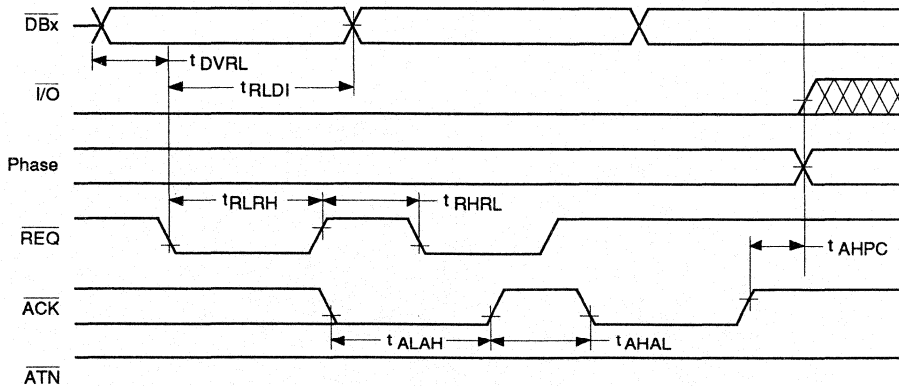 DBx
t DVRL
t RLDI
I/O
Phase
t RLRH
t RHRL
REQ
t AHPC
ACK
t ALAH
t AHAL
ATN